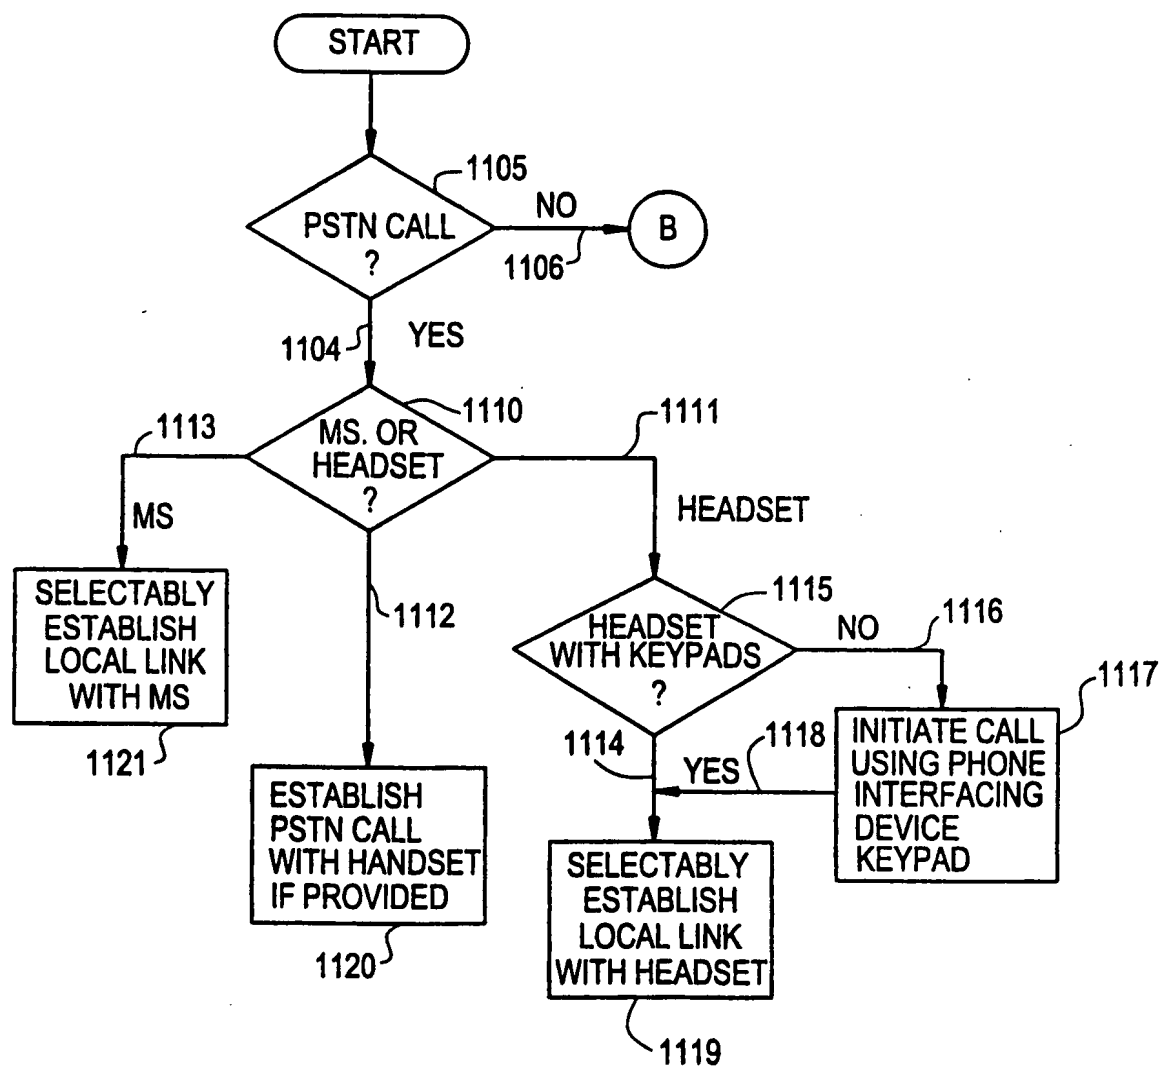 START
1105
PSTN CALL
?
NO
1106
B
1104
YES
1110
MS. OR
HEADSET
?
1113
MS
1111
HEADSET
1112
SELECTABLY
ESTABLISH
LOCAL LINK
WITH MS
1121
ESTABLISH
PSTN CALL
WITH HANDSET
IF PROVIDED
1120
1115
HEADSET
WITH KEYPADS
?
NO
1116
1117
INITIATE CALL
USING PHONE
INTERFACING
DEVICE
KEYPAD
1114
1118
YES
SELECTABLY
ESTABLISH
LOCAL LINK
WITH HEADSET
1119